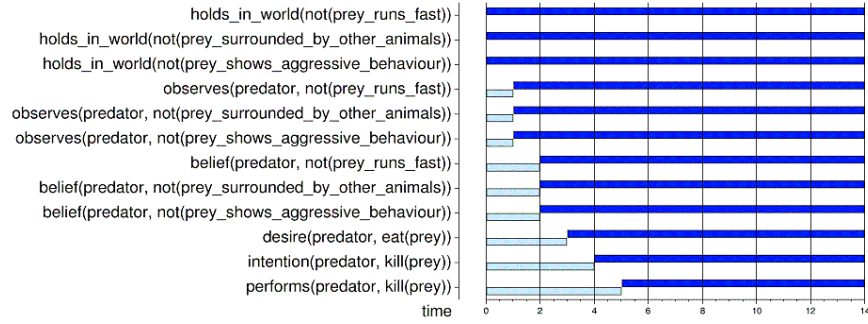 holds_in_world(not(prey_runs_fast))
holds_in_world(not(prey_surrounded_by_other_animals))
holds_in_world(not(prey_shows_aggressive_behaviour))
observes(predator, not(prey_runs_fast))
observes(predator, not(prey_surrounded_by_other_animals))
observes(predator, not(prey_shows_aggressive_behaviour))
belief(predator, not(prey_runs_fast))
belief(predator, not(prey_surrounded_by_other_animals))
belief(predator, not(prey_shows_aggressive_behaviour))
desire(predator, eat(prey))
intention(predator, kill(prey))
performs(predator, kill(prey))
time 0 2 4 6 8 10 12 14